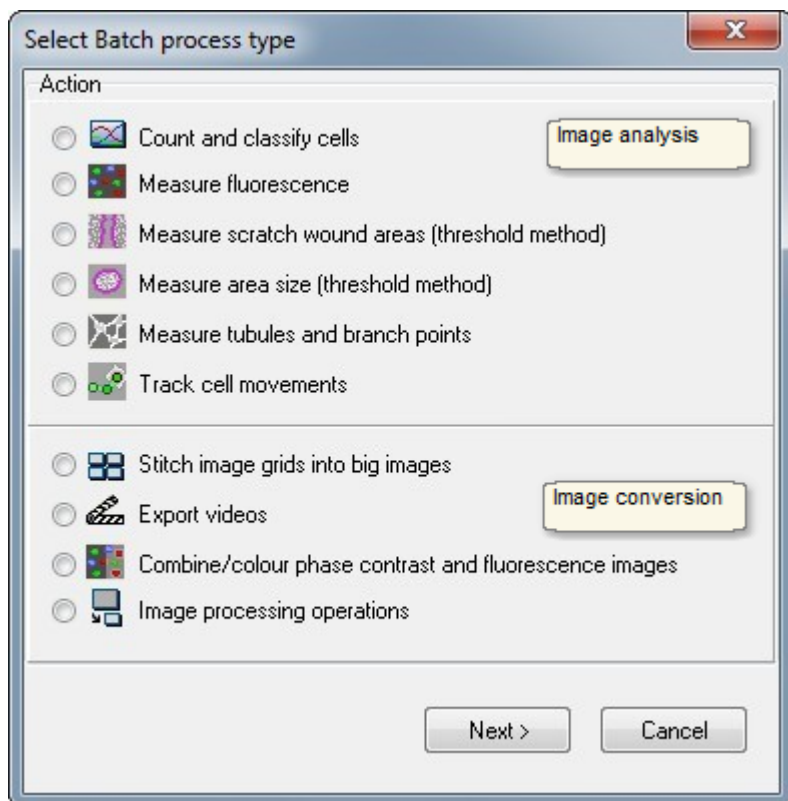 Select Batch process type
Action
Count and classify cells
Image analysis
Measure fluorescence
Measure scratch wound areas (threshold method)
Measure area size (threshold method)
Measure tubules and branch points
Track cell movements
Stitch image grids into big images
Image conversion
Export videos
Combine/colour phase contrast and fluorescence images
Image processing operations
Next >
Cancel